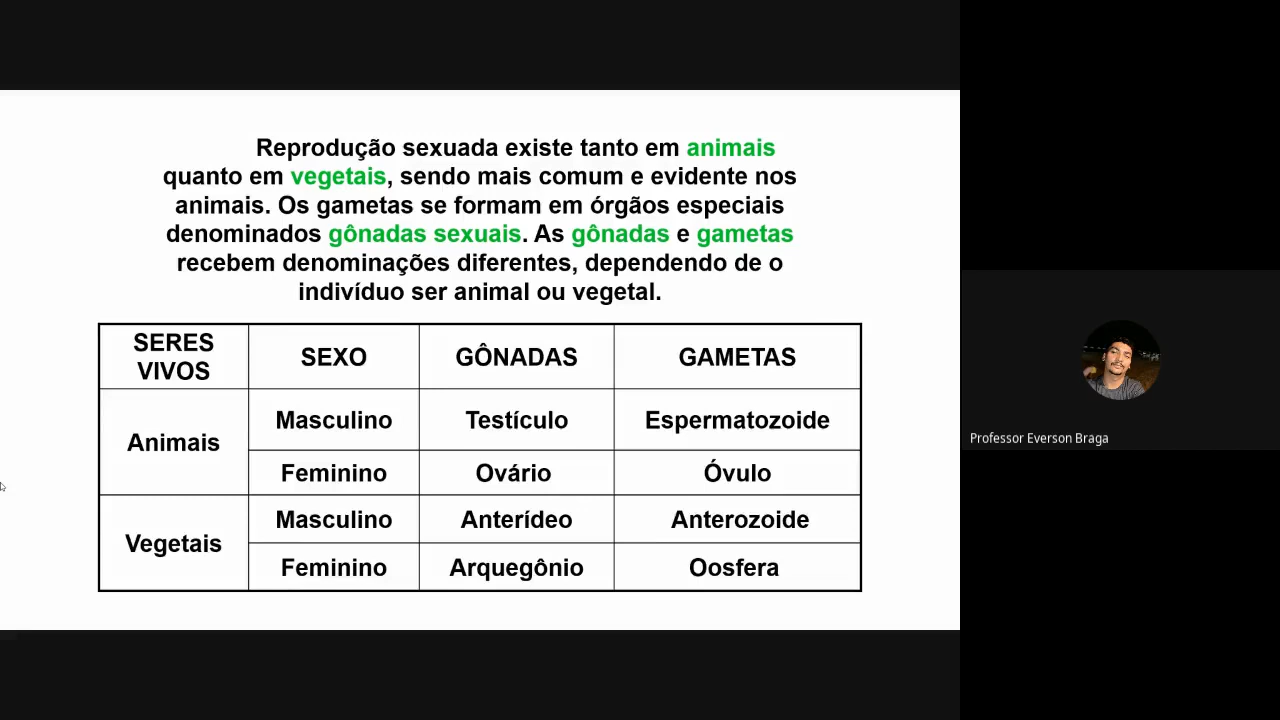 Reprodução sexuada existe tanto em animais
quanto em vegetais, sendo mais comum e evidente nos
animais. Os gametas se formam em órgãos especiais
denominados gônadas sexuais. As gônadas e gametas
recebem denominações diferentes, dependendo de o
indivíduo ser animal ou vegetal.
SERES
VIVOS
SEXO
GÔNADAS
GAMETAS
Animais
Masculino
Testículo
Espermatozoide
Feminino
Ovário
Óvulo
Vegetais
Masculino
Anterídeo
Anterozoide
Feminino
Arquegônio
Oosfera
Professor Everson Braga